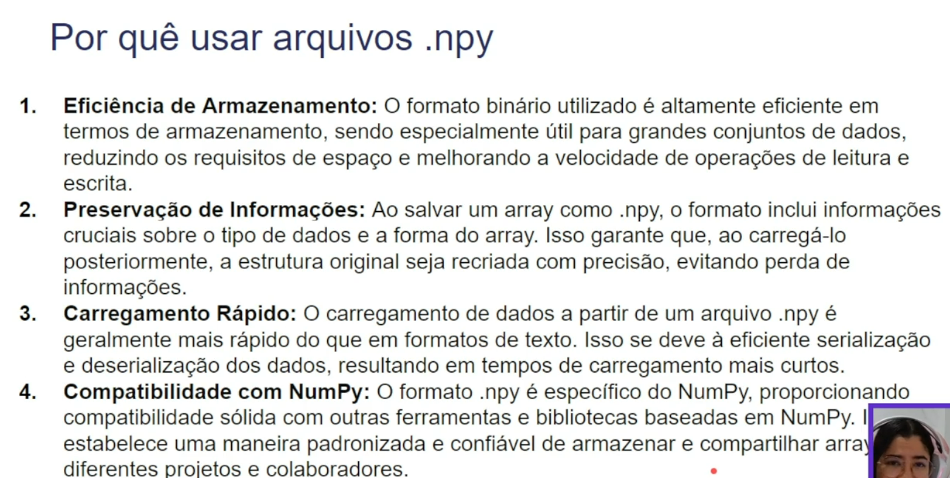 Por quê usar arquivos .npy
1. Eficiência de Armazenamento: O formato binário utilizado é altamente eficiente em
termos de armazenamento, sendo especialmente útil para grandes conjuntos de dados,
reduzindo os requisitos de espaço e melhorando a velocidade de operações de leitura e
escrita.
2. Preservação de Informações: Ao salvar um array como .npy, o formato inclui informações
cruciais sobre o tipo de dados e a forma do array. Isso garante que, ao carregá-lo
posteriormente, a estrutura original seja recriada com precisão, evitando perda de
informações.
3. Carregamento Rápido: O carregamento de dados a partir de um arquivo .npy é
geralmente mais rápido do que em formatos de texto. Isso se deve à eficiente serialização
e deserialização dos dados, resultando em tempos de carregamento mais curtos.
4. Compatibilidade com NumPy: O formato .npy é específico do NumPy, proporcionando
compatibilidade sólida com outras ferramentas e bibliotecas baseadas em NumPy.
estabelece uma maneira padronizada e confiável de armazenar e compartilhar array
diferentes projetos e colaboradores.